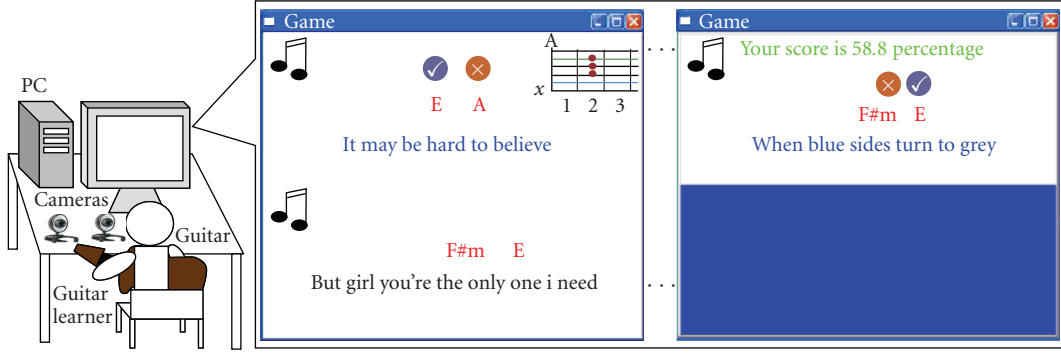 PC
Cameras
Guitar
Guitar
learner
Game
A
x
1 2 3
E A
It may be hard to believe
F#m E
But girl you're the only one i need
. . .
. . .
Game
Your score is 58.8 percentage
F#m E
When blue sides turn to grey